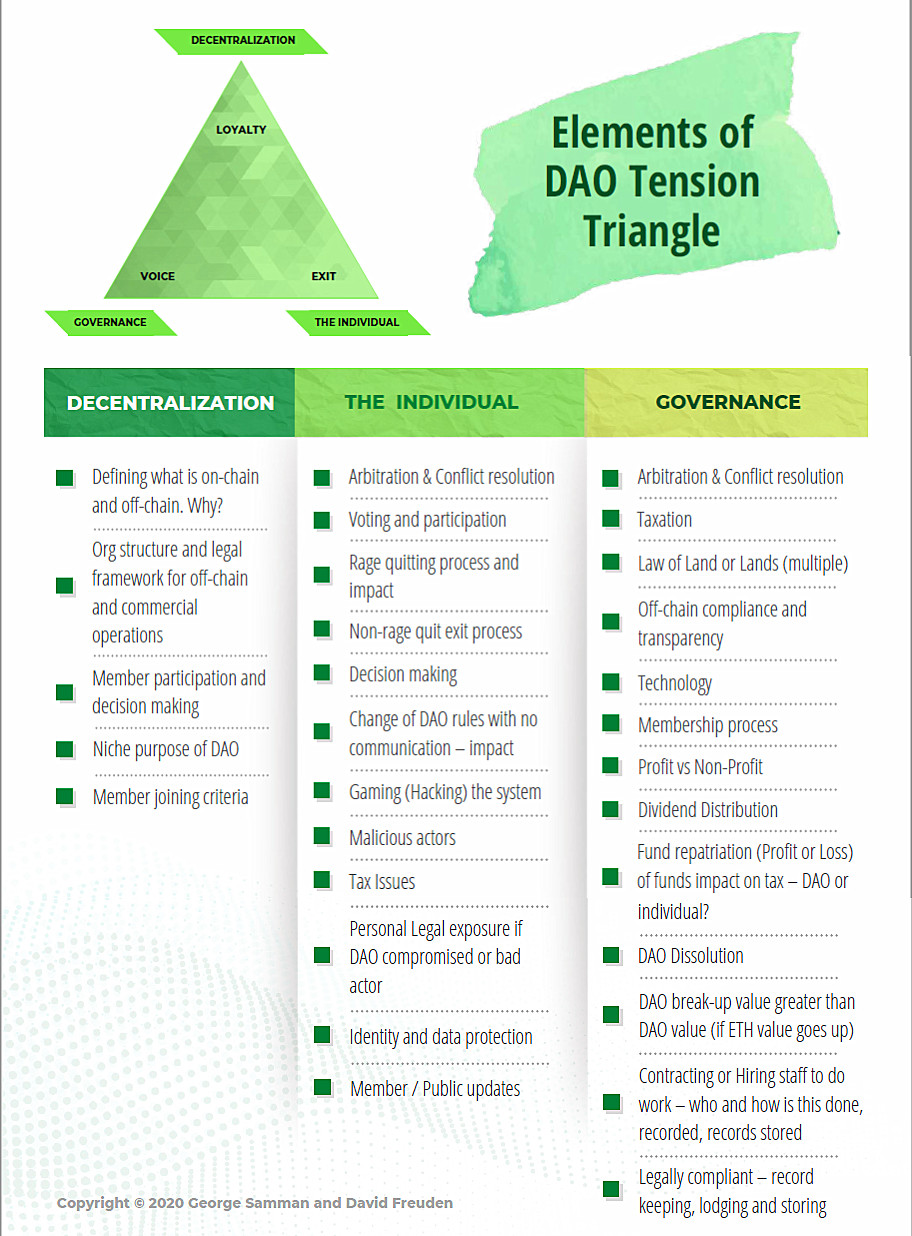 DECENTRALIZATION
LOYALTY
VOICE
EXIT
GOVERNANCE
THE INDIVIDUAL
Elements of
DAO Tension
Triangle
DECENTRALIZATION
Defining what is on-chain
and off-chain. Why?
Org structure and legal
framework for off-chain
and commercial
operations
Member participation and
decision making
Niche purpose of DAO
Member joining criteria
THE INDIVIDUAL
Arbitration & Conflict resolution
Voting and participation
Rage quitting process and
impact
Non-rage quit exit process
Decision making
Change of DAO rules with no
communication – impact
Gaming (Hacking) the system
Malicious actors
Tax Issues
Personal Legal exposure if
DAO compromised or bad
actor
Identity and data protection
Member / Public updates
GOVERNANCE
Arbitration & Conflict resolution
Taxation
Law of Land or Lands (multiple)
Off-chain compliance and
transparency
Technology
Membership process
Profit vs Non-Profit
Dividend Distribution
Fund repatriation (Profit or Loss)
of funds impact on tax – DAO or
individual?
DAO Dissolution
DAO break-up value greater than
DAO value (if ETH value goes up)
Contracting or Hiring staff to do
work – who and how is this done,
recorded, records stored
Legally compliant – record
keeping, lodging and storing
Copyright © 2020 George Samman and David Freuden